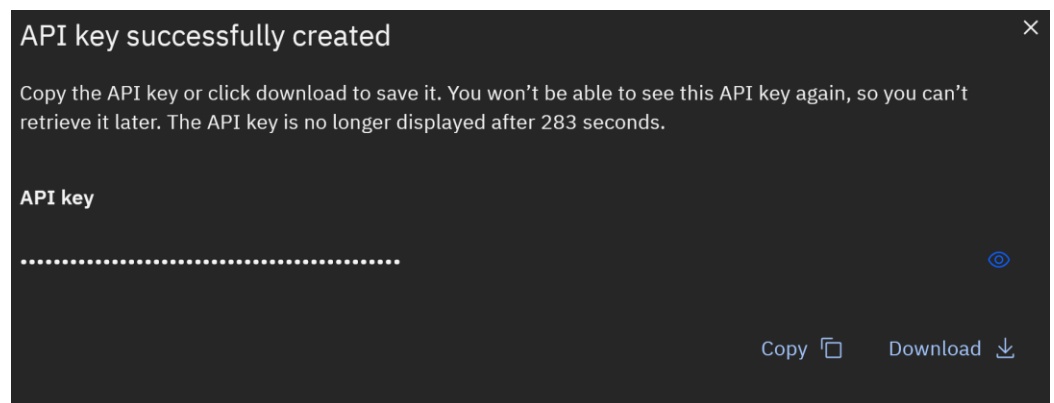 API key successfully created
Copy the API key or click download to save it. You won’t be able to see this API key again, so you can’t
retrieve it later. The API key is no longer displayed after 283 seconds.
API key
••••••••••••••••••••••••••••••••••••••••••••
Copy
Download